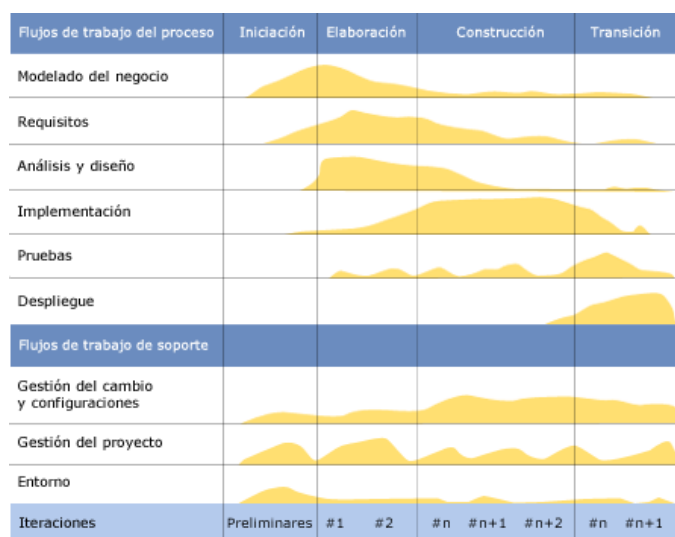 Flujos de trabajo del proceso Iniciación Elaboración Construcción Transición
Modelado del negocio
Requisitos
Análisis y diseño
Implementación
Pruebas
Despliegue
Flujos de trabajo de soporte
Gestión del cambio
y configuraciones
Gestión del proyecto
Entorno
Iteraciones Preliminares #1 #2 #n #n+1 #n+2 #n #n+1